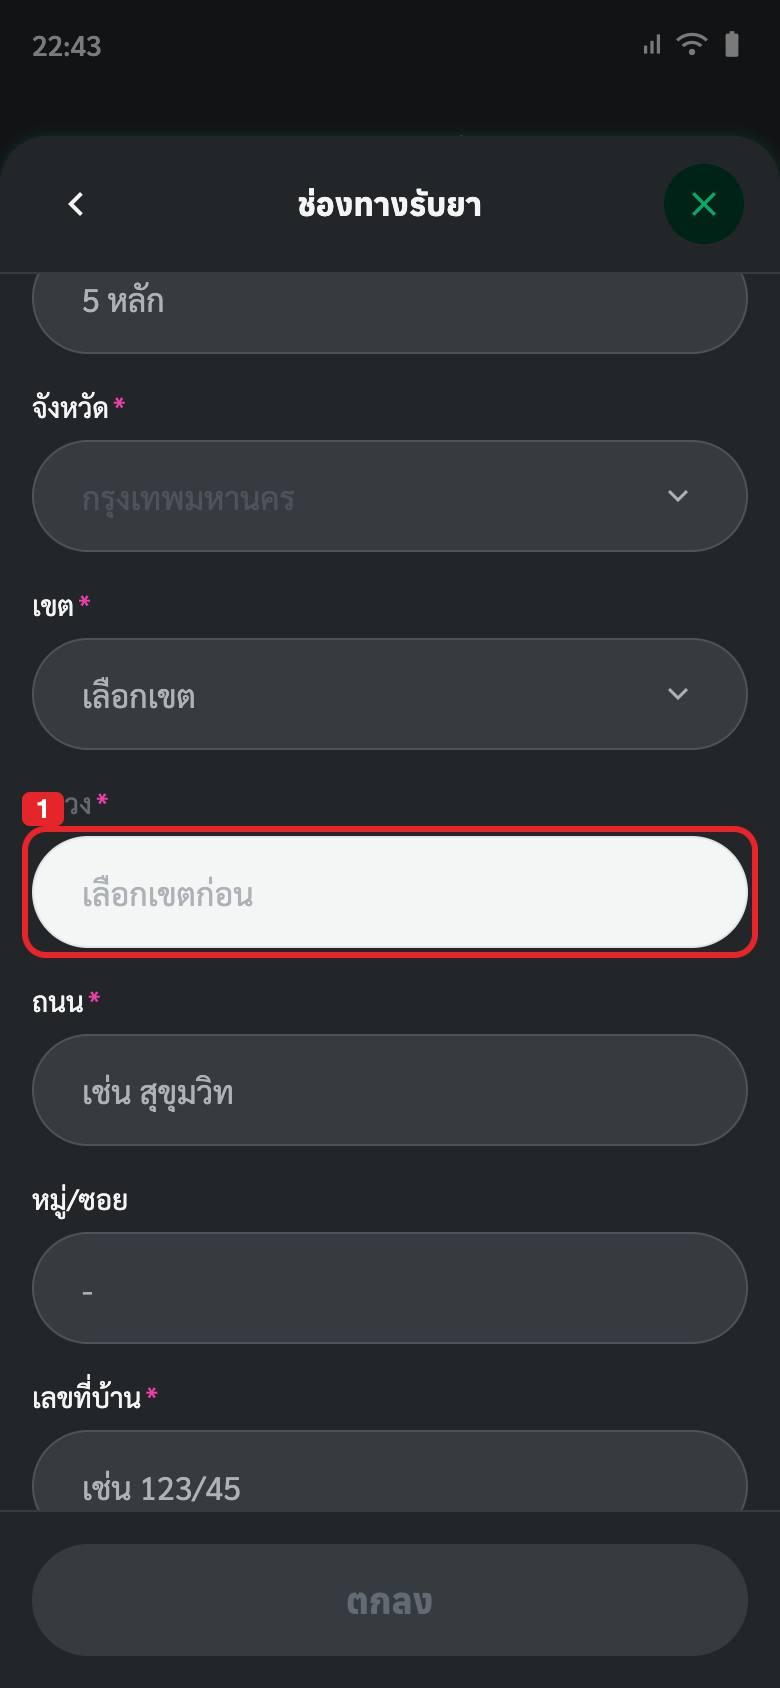 22:43
ช่องทางรับยา
5 หลัก
จังหวัด *
กรุงเทพมหานคร
เขต *
เลือกเขต
1
วง *
เลือกเขตก่อน
ถนน *
เช่น สุขุมวิท
หมู่/ซอย
-
เลขที่บ้าน *
เช่น 123/45
ตกลง